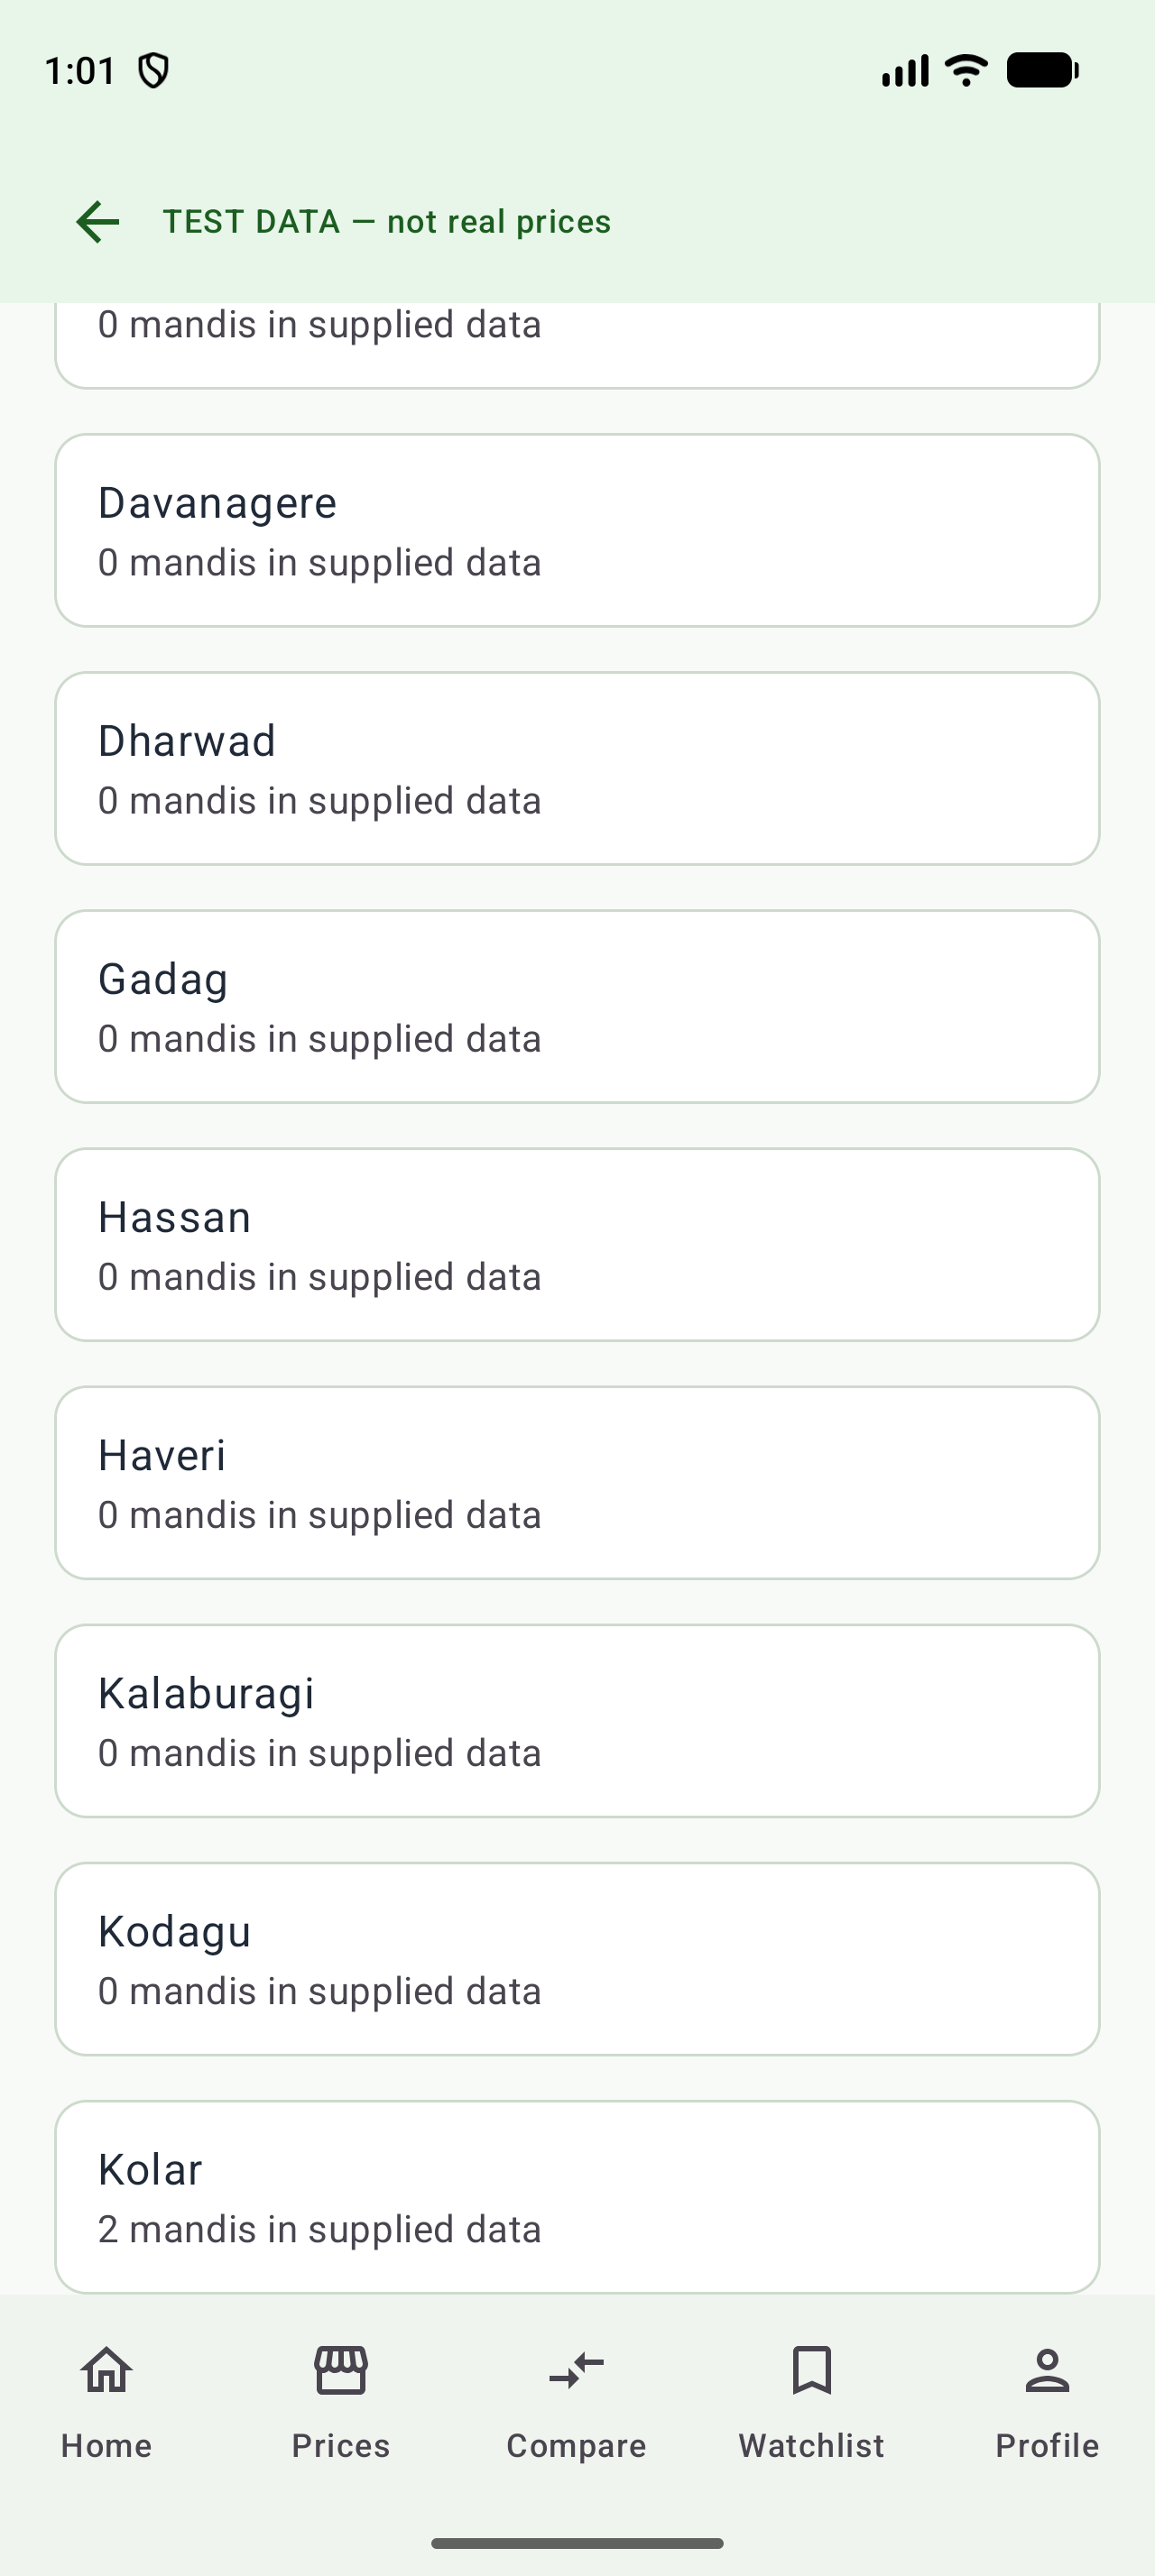 1:01
TEST DATA — not real prices
0 mandis in supplied data
Davanagere
0 mandis in supplied data
Dharwad
0 mandis in supplied data
Gadag
0 mandis in supplied data
Hassan
0 mandis in supplied data
Haveri
0 mandis in supplied data
Kalaburagi
0 mandis in supplied data
Kodagu
0 mandis in supplied data
Kolar
2 mandis in supplied data
Home Prices Compare Watchlist Profile